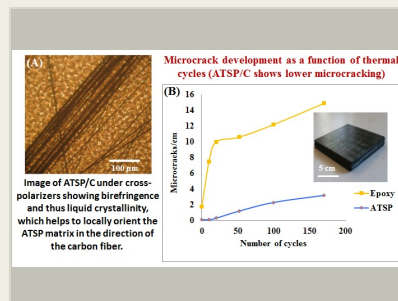 Microcrack development as a function of thermal
cycles (ATSP/C shows lower microcracking)
(A)
100 µm
Image of ATSP/C under cross-
polarizers showing birefringence
and thus liquid crystallinity,
which helps to locally orient the
ATSP matrix in the direction of
the carbon fiber.
(B)
Microcracks/cm
16
14
12
10
8
6
4
2
0
0
50
100
150
200
Number of cycles
5 cm
Epoxy
ATSP